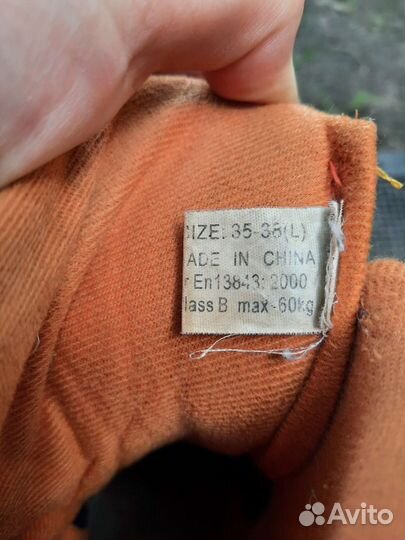 IZE: 35-38(L)
ADE IN CHINA
En13843: 2000
lass B max-60kg
Avito